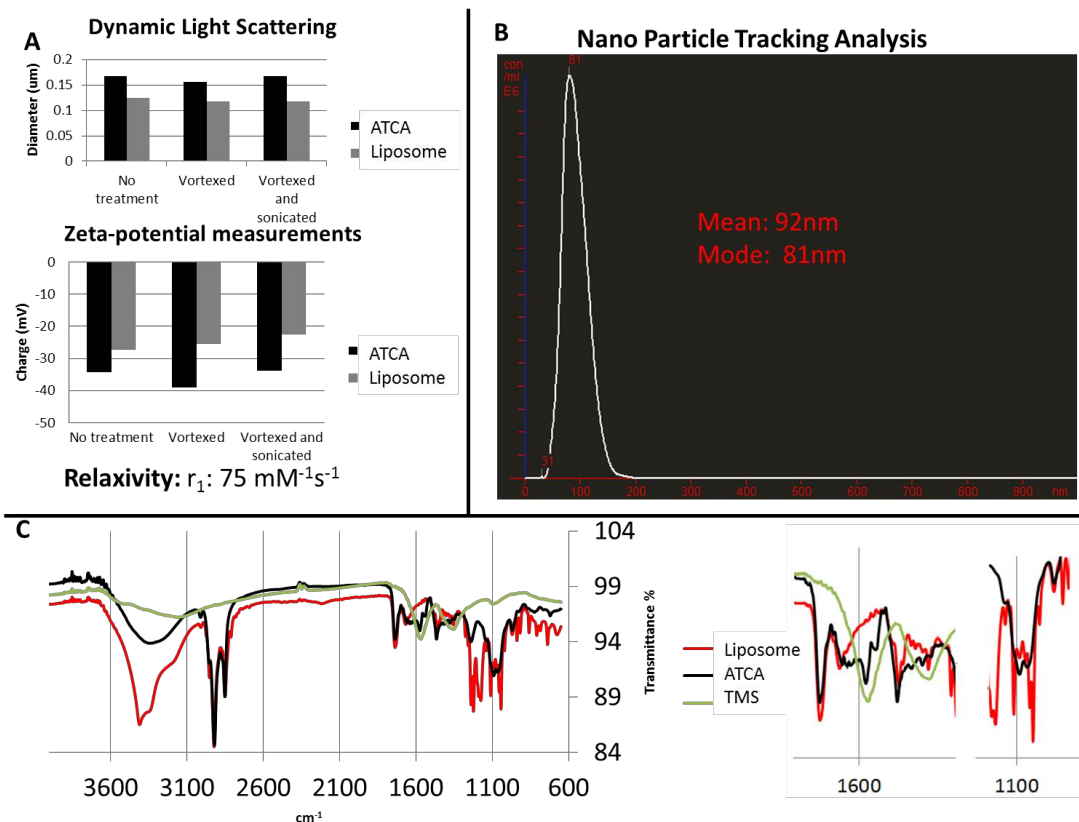 A
Dynamic Light Scattering
0.2
0.15
0.1
0.05
0
Diameter (um)
No treatment
Vortexed
Vortexed and sonicated
ATCA
Liposome
Zeta-potential measurements
0
-10
-20
-30
-40
-50
Charge (mV)
No treatment
Vortexed
Vortexed and sonicated
ATCA
Liposome
Relaxivity: r₁: 75 mM⁻¹s⁻¹
B
Nano Particle Tracking Analysis
con
/ml
E6
81
Mean: 92nm
Mode: 81nm
31
0 100 200 300 400 500 600 700 800 900 nm
C
104
99
94
89
84
Transmittance %
3600 3100 2600 2100 1600 1100 600
cm⁻¹
Liposome
ATCA
TMS
1600
1100